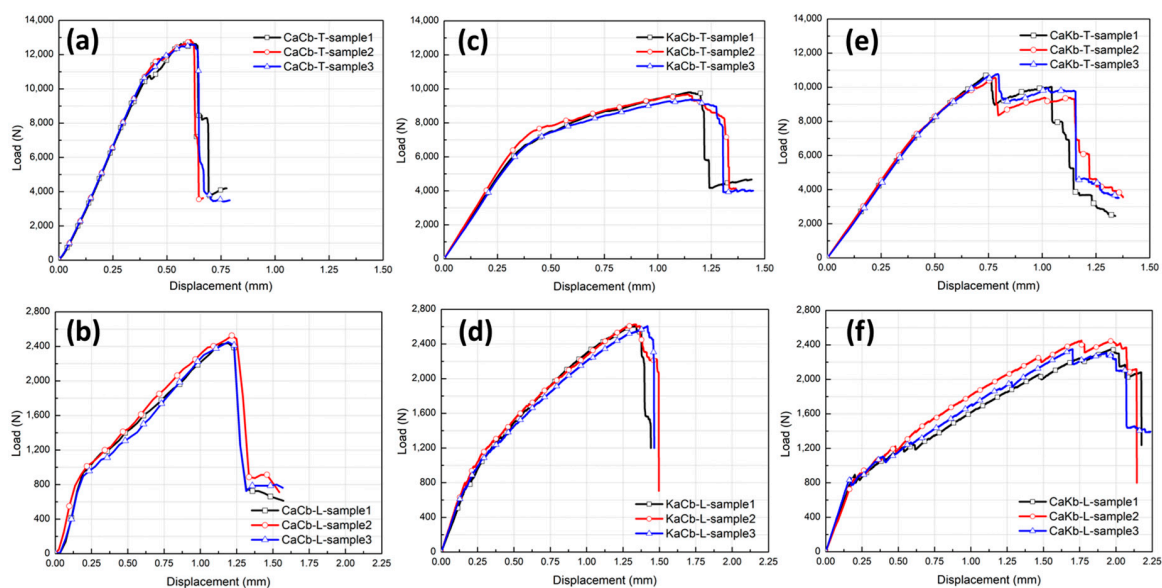 (a)
14,000
12,000
10,000
8,000
6,000
4,000
2,000
0
Load (N)
CaCb-T-sample1
CaCb-T-sample2
CaCb-T-sample3
0.00 0.25 0.50 0.75 1.00 1.25 1.50
Displacement (mm)
(c)
14,000
12,000
10,000
8,000
6,000
4,000
2,000
0
Load (N)
KaCb-T-sample1
KaCb-T-sample2
KaCb-T-sample3
0.00 0.25 0.50 0.75 1.00 1.25 1.50
Displacement (mm)
(e)
14,000
12,000
10,000
8,000
6,000
4,000
2,000
0
Load (N)
CaKb-T-sample1
CaKb-T-sample2
CaKb-T-sample3
0.00 0.25 0.50 0.75 1.00 1.25 1.50
Displacement (mm)
(b)
2,800
2,400
2,000
1,600
1,200
800
400
0
Load (N)
CaCb-L-sample1
CaCb-L-sample2
CaCb-L-sample3
0.00 0.25 0.50 0.75 1.00 1.25 1.50 1.75 2.00 2.25
Displacement (mm)
(d)
2,800
2,400
2,000
1,600
1,200
800
400
0
Load (N)
KaCb-L-sample1
KaCb-L-sample2
KaCb-L-sample3
0.00 0.25 0.50 0.75 1.00 1.25 1.50 1.75 2.00 2.25
Displacement (mm)
(f)
2,800
2,400
2,000
1,600
1,200
800
400
0
Load (N)
CaKb-L-sample1
CaKb-L-sample2
CaKb-L-sample3
0.00 0.25 0.50 0.75 1.00 1.25 1.50 1.75 2.00 2.25
Displacement (mm)